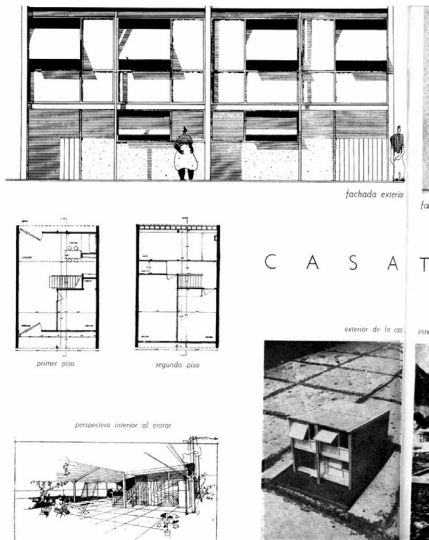 fachada exterior
C A S A T
primer piso
segundo piso
exterior de la cas
perspectiva interior al entrar